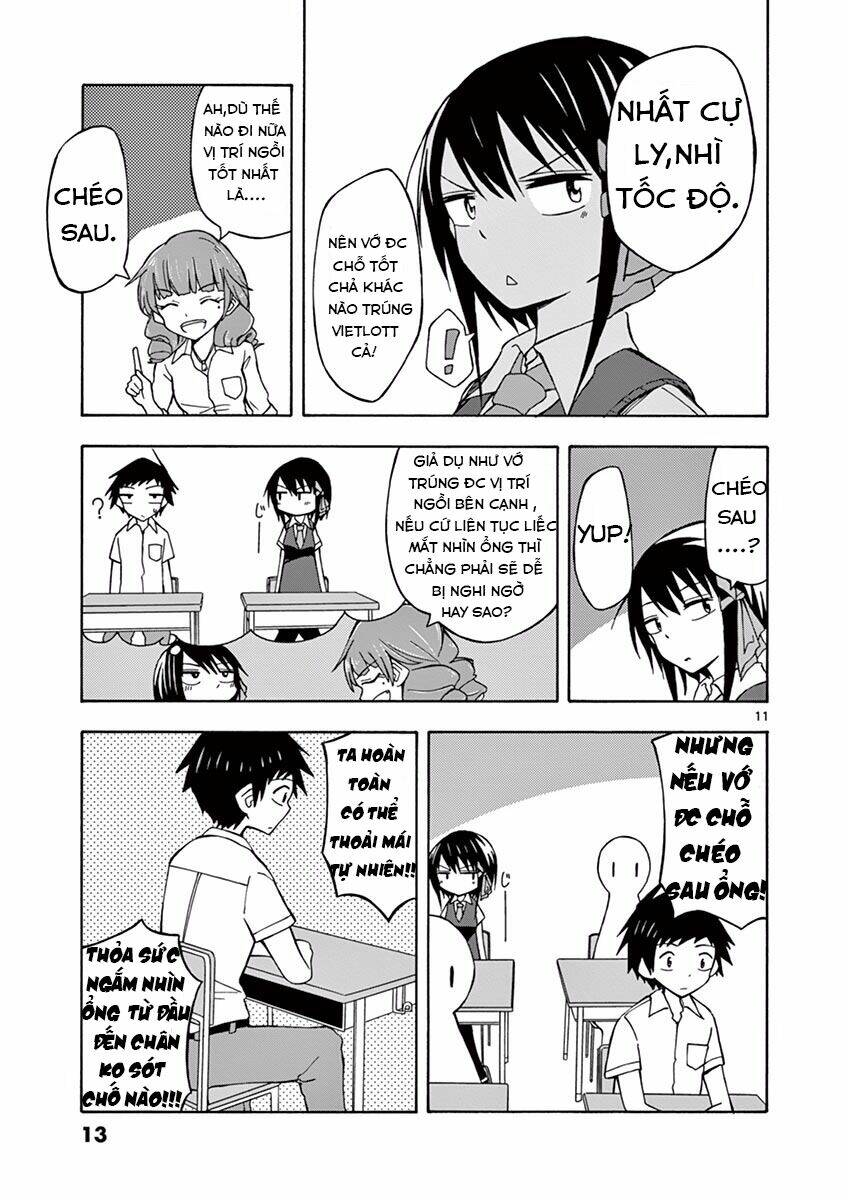 NHẤT CỰ
LY,NHÌ
TỐC ĐỘ.
NÊN VỚ ĐC
CHỖ TỐT
CHẢ KHÁC
NÀO TRÚNG
VIETLOTT
CẢ!
!
AH,DÙ THẾ
NÀO ĐI NỮA
VỊ TRÍ NGỒI
TỐT NHẤT
LÀ....
CHÉO
SAU.
CHÉO
SAU
....?
YUP!
GIẢ DỤ NHƯ VỚ
TRÚNG ĐC VỊ TRÍ
NGỒI BÊN CẠNH ,
NẾU CỨ LIÊN TỤC LIẾC
MẮT NHÌN ỔNG THÌ
CHẲNG PHẢI SẼ DỄ
BỊ NGHI NGỜ
HAY SAO?
じー
?
11
NHƯNG
NẾU VỚ
ĐC CHỖ
CHÉO
SAU ỔNG!
じー
TA HOÀN
TOÀN
CÓ THỂ
THOẢI MÁI
TỰ NHIÊN!!
THỎA SỨC
NGẮM NHÌN
ỔNG TỪ ĐẦU
ĐẾN CHÂN
KO SÓT
CHỖ NÀO!!!
13